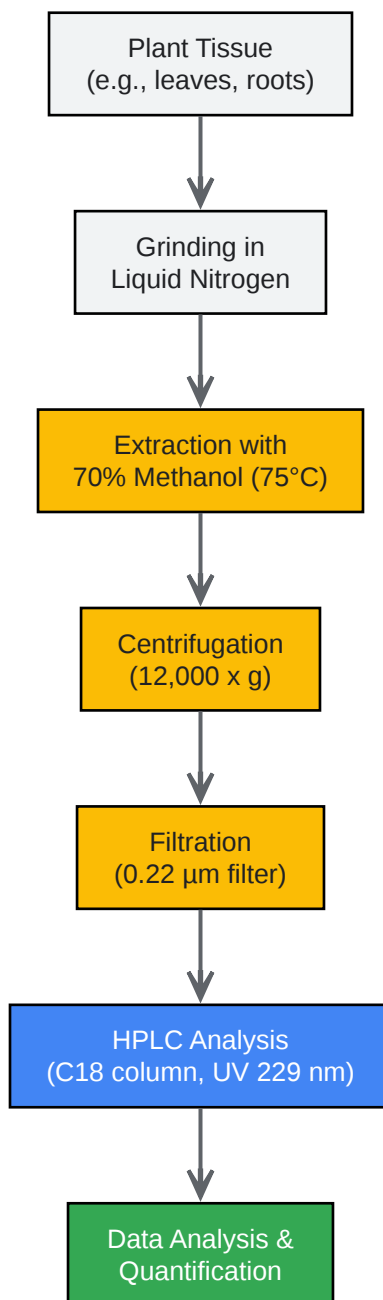 Plant Tissue
(e.g., leaves, roots)
Grinding in
Liquid Nitrogen
Extraction with
70% Methanol (75°C)
Centrifugation
(12,000 x g)
Filtration
(0.22 µm filter)
HPLC Analysis
(C18 column, UV 229 nm)
Data Analysis &
Quantification